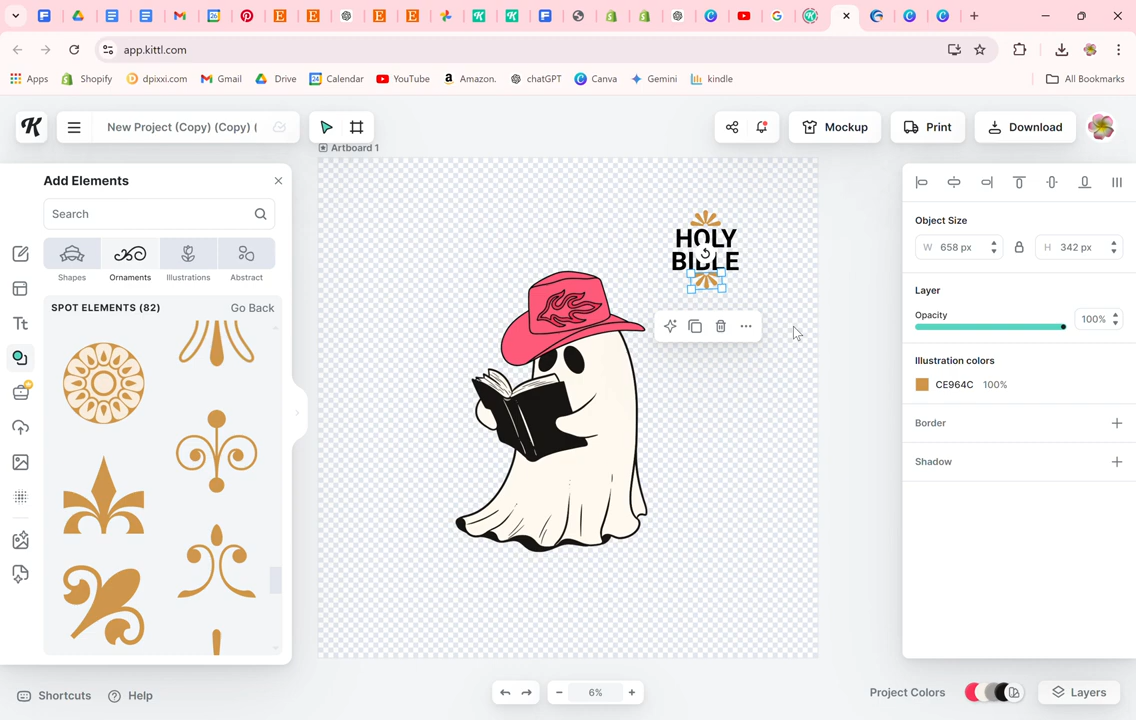 app.kittl.com
Apps
Shopify
dpixxi.com
Gmail
Drive
Calendar
YouTube
Amazon.
chatGPT
Canva
Gemini
kindle
All Bookmarks
New Project (Copy) (Copy) (
Mockup
Print
Download
Artboard 1
Add Elements
Search
Shapes
Ornaments
Illustrations
Abstract
SPOT ELEMENTS (82)
Go Back
HOLY
BIBLE
Object Size
W 658 px
H 342 px
Layer
Opacity
100%
Illustration colors
CE964C 100%
Border
Shadow
Tt
Shortcuts
Help
6%
Project Colors
Layers